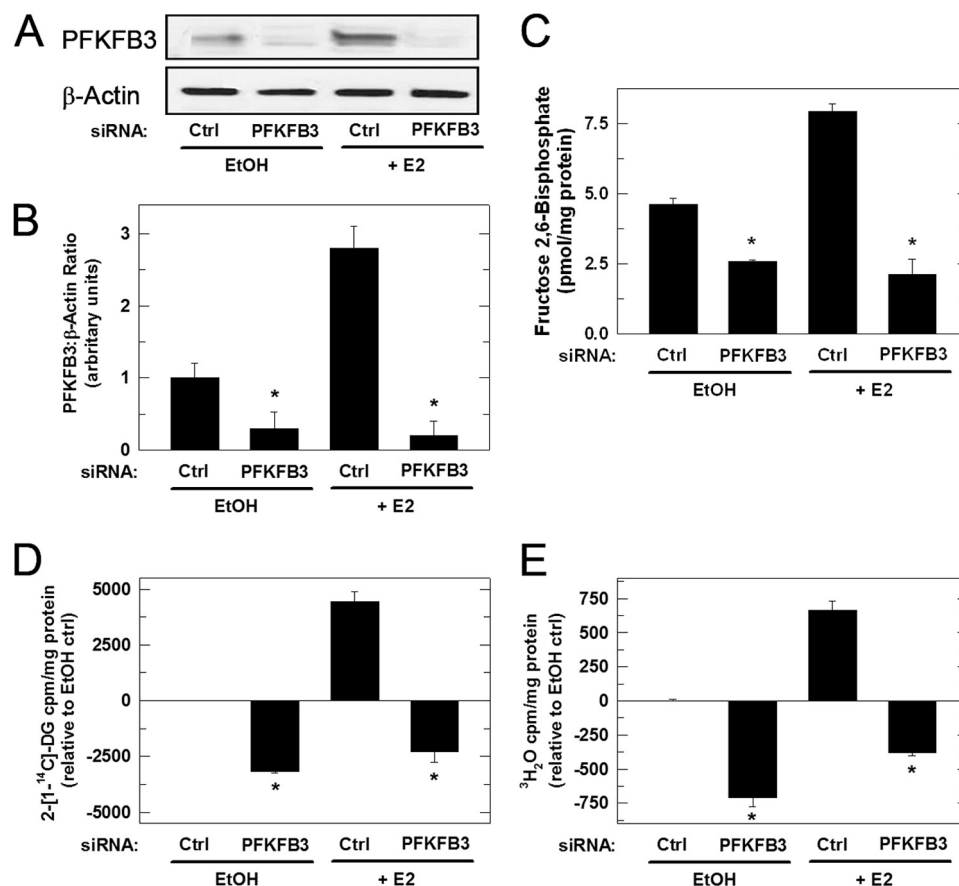 A
PFKFB3
β-Actin
siRNA: Ctrl PFKFB3 Ctrl PFKFB3
EtOH + E2
B
PFKFB3:β-Actin Ratio
(arbritary units)
3
2
1
0
* *
siRNA: Ctrl PFKFB3 Ctrl PFKFB3
EtOH + E2
C
Fructose 2,6-Bisphosphate
(pmol/mg protein)
7.5
5.0
2.5
0.0
* *
siRNA: Ctrl PFKFB3 Ctrl PFKFB3
EtOH + E2
D
2-[1-¹⁴C]-DG cpm/mg protein
(relative to EtOH ctrl)
5000
2500
0
-2500
-5000
* *
siRNA: Ctrl PFKFB3 Ctrl PFKFB3
EtOH + E2
E
³H₂O cpm/mg protein
(relative to EtOH ctrl)
750
500
250
0
-250
-500
-750
* *
siRNA: Ctrl PFKFB3 Ctrl PFKFB3
EtOH + E2